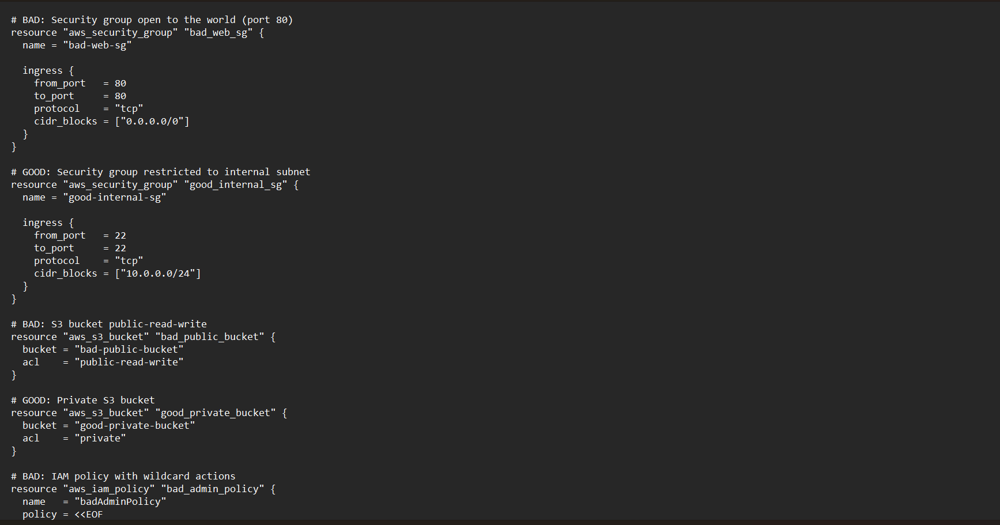 # BAD: Security group open to the world (port 80)
resource "aws_security_group" "bad_web_sg" {
  name = "bad-web-sg"

  ingress {
    from_port   = 80
    to_port     = 80
    protocol    = "tcp"
    cidr_blocks = ["0.0.0.0/0"]
  }
}

# GOOD: Security group restricted to internal subnet
resource "aws_security_group" "good_internal_sg" {
  name = "good-internal-sg"

  ingress {
    from_port   = 22
    to_port     = 22
    protocol    = "tcp"
    cidr_blocks = ["10.0.0.0/24"]
  }
}

# BAD: S3 bucket public-read-write
resource "aws_s3_bucket" "bad_public_bucket" {
  bucket = "bad-public-bucket"
  acl    = "public-read-write"
}

# GOOD: Private S3 bucket
resource "aws_s3_bucket" "good_private_bucket" {
  bucket = "good-private-bucket"
  acl    = "private"
}

# BAD: IAM policy with wildcard actions
resource "aws_iam_policy" "bad_admin_policy" {
  name   = "badAdminPolicy"
  policy = <<EOF